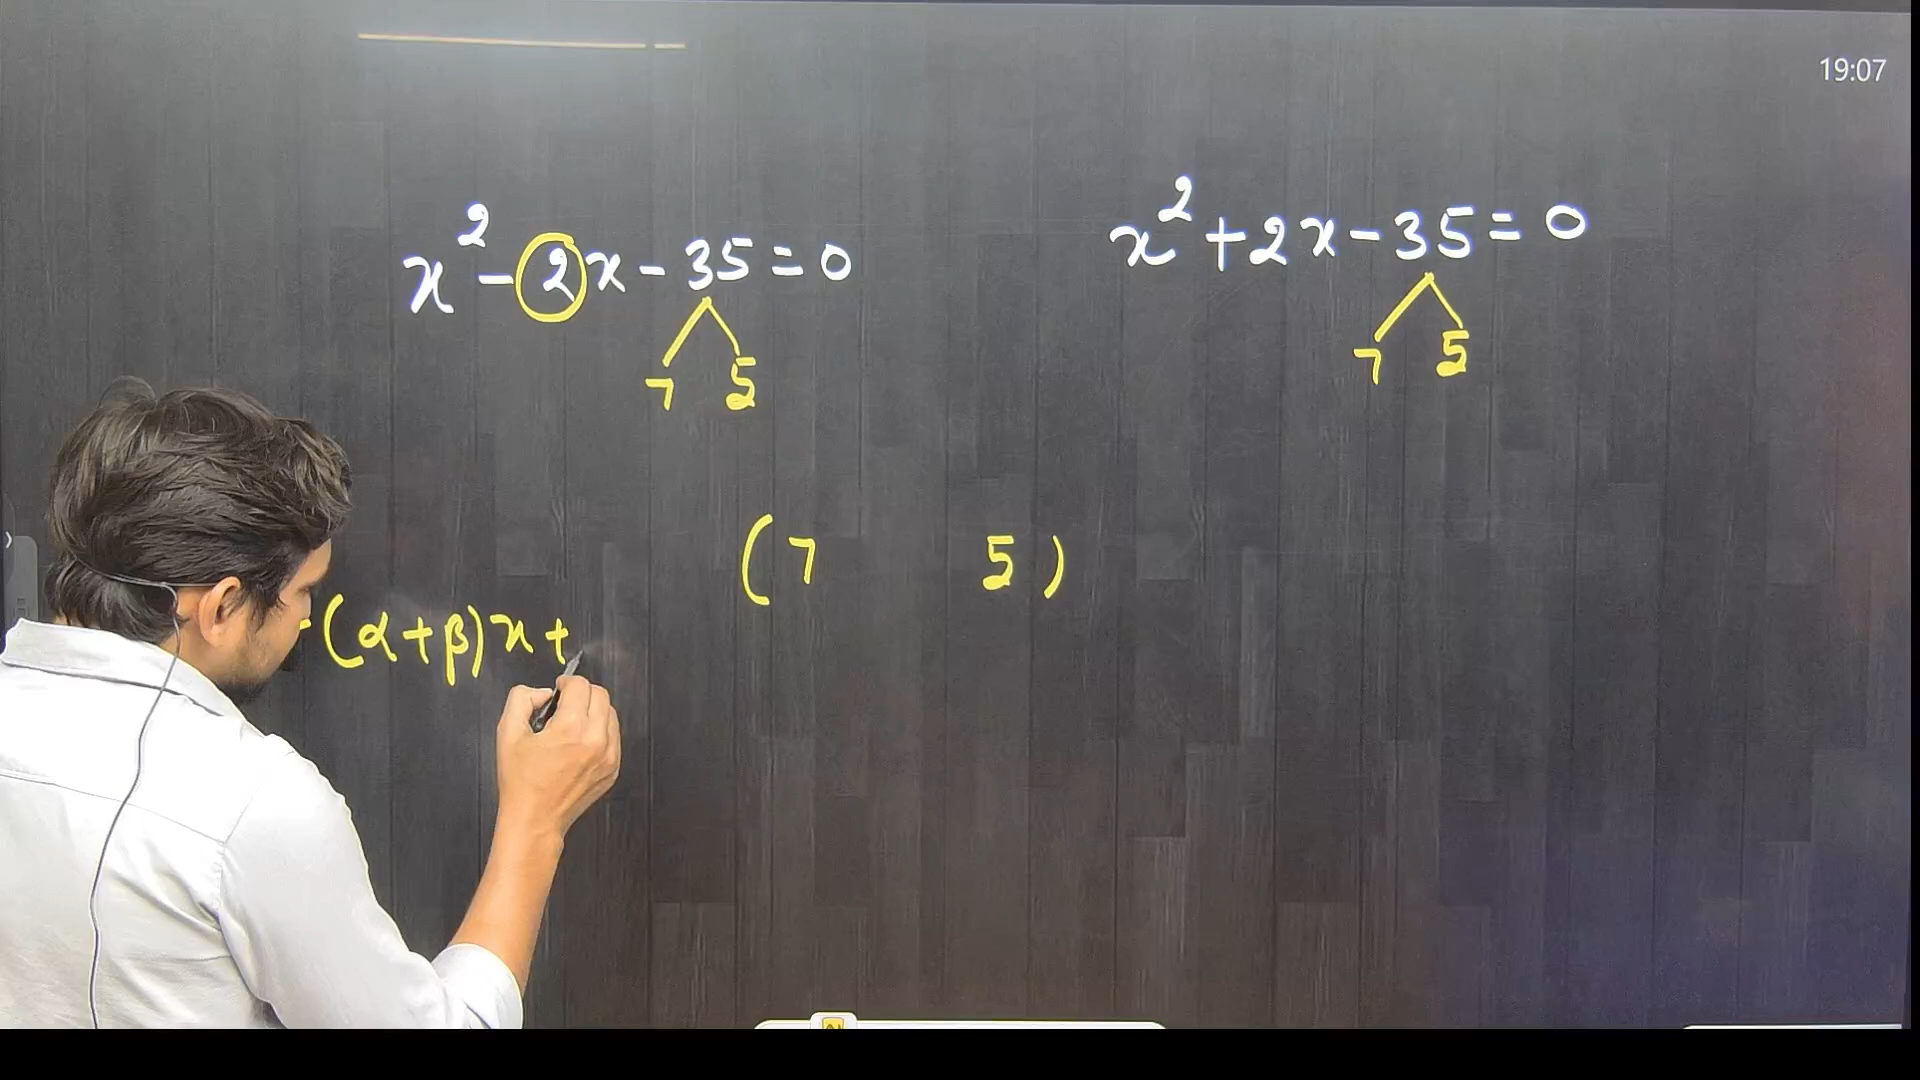 19:07
x² - 2x - 35 = 0
7 5
x² + 2x - 35 = 0
7 5
(7 5)
-(α+β)x+